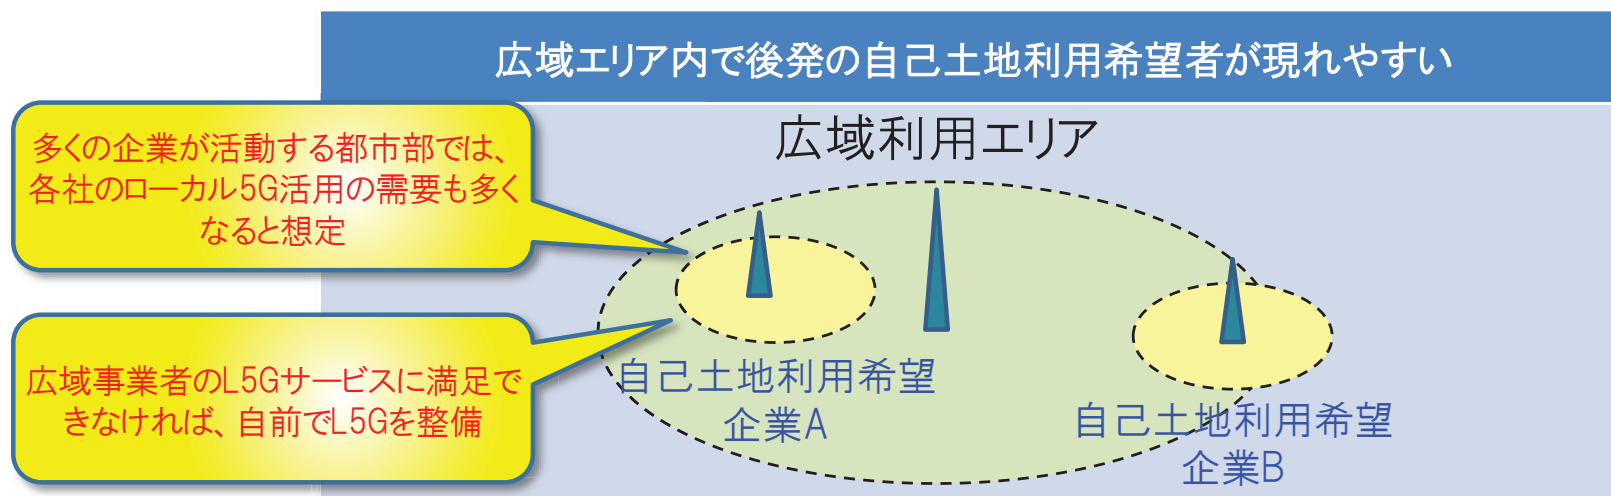 広域エリア内で後発の自己土地利用希望者が現れやすい
広域利用エリア
多くの企業が活動する都市部では、
各社のローカル5G活用の需要も多く
なると想定
広域事業者のL5Gサービスに満足で
きなければ、自前でL5Gを整備
自己土地利用希望
企業A
自己土地利用希望
企業B